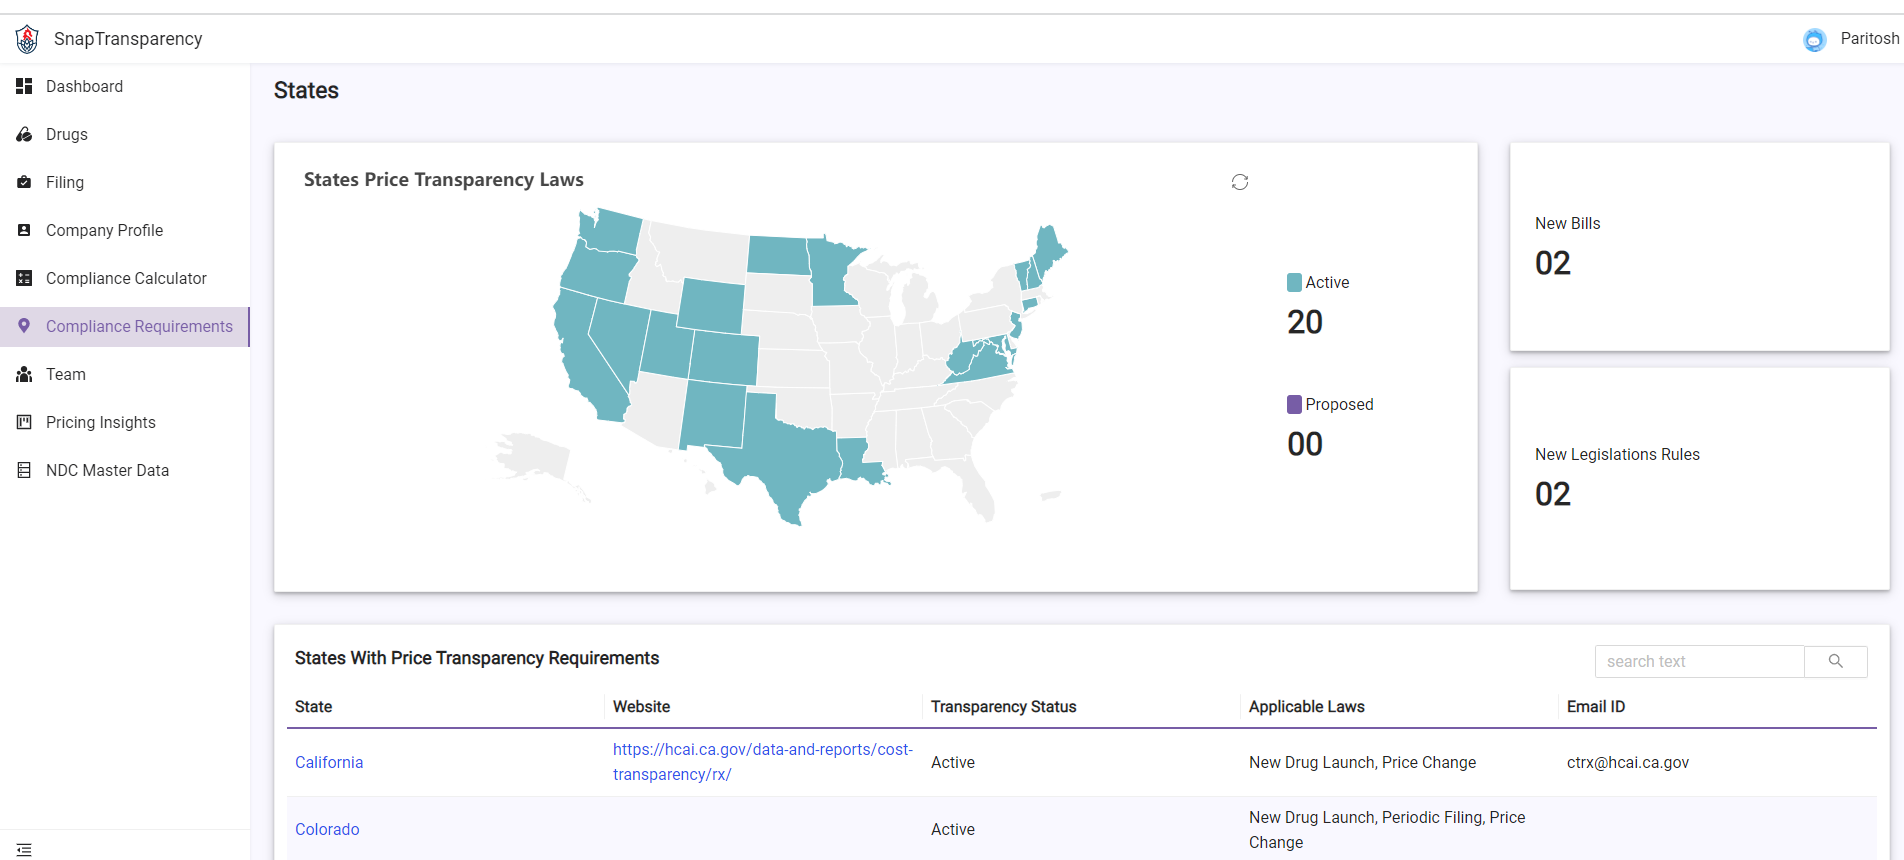 SnapTransparency
Paritosh
Dashboard
Drugs
Filing
Company Profile
Compliance Calculator
Compliance Requirements
Team
Pricing Insights
NDC Master Data
States
States Price Transparency Laws
Active
20
Proposed
00
New Bills
02
New Legislations Rules
02
States With Price Transparency Requirements
search text
State Website Transparency Status Applicable Laws Email ID
California https://hcai.ca.gov/data-and-reports/cost-
transparency/rx/ Active New Drug Launch, Price Change ctrx@hcai.ca.gov
Colorado Active New Drug Launch, Periodic Filing, Price
Change